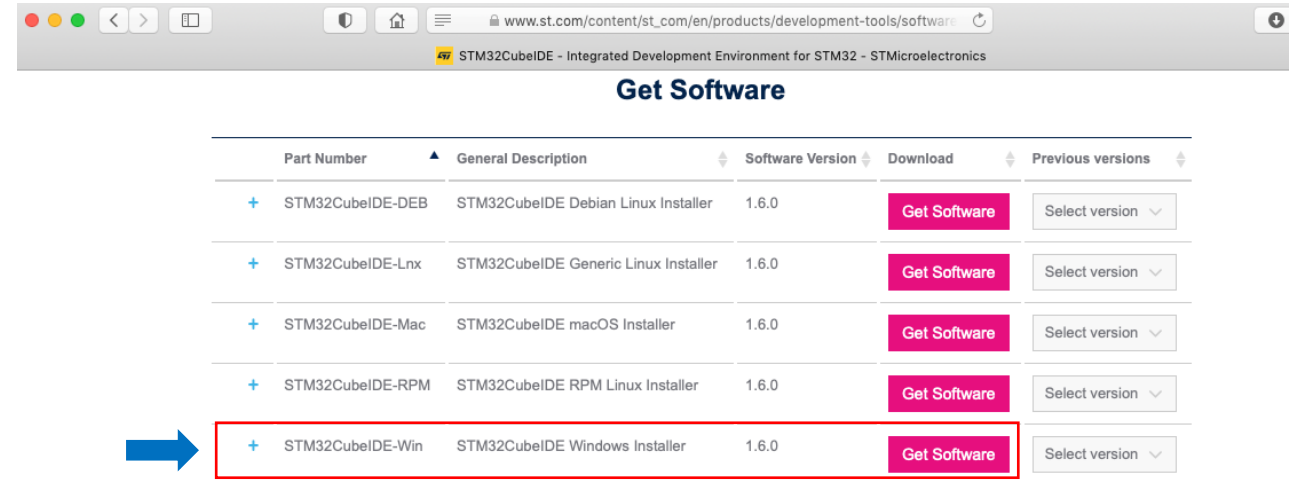 www.st.com/content/st_com/en/products/development-tools/software
STM32CubeIDE - Integrated Development Environment for STM32 - STMicroelectronics
Get Software
Part Number General Description Software Version Download Previous versions
+ STM32CubeIDE-DEB STM32CubeIDE Debian Linux Installer 1.6.0 Get Software Select version
+ STM32CubeIDE-Lnx STM32CubeIDE Generic Linux Installer 1.6.0 Get Software Select version
+ STM32CubeIDE-Mac STM32CubeIDE macOS Installer 1.6.0 Get Software Select version
+ STM32CubeIDE-RPM STM32CubeIDE RPM Linux Installer 1.6.0 Get Software Select version
+ STM32CubeIDE-Win STM32CubeIDE Windows Installer 1.6.0 Get Software Select version